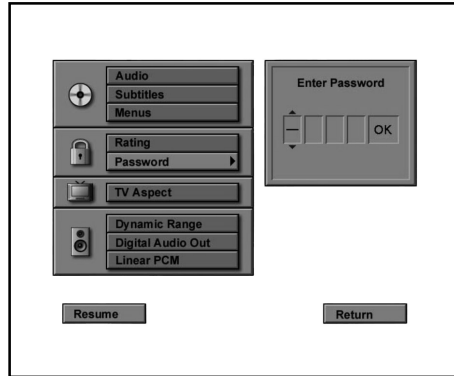 Audio
Subtitles
Menus
Rating
Password
TV Aspect
Dynamic Range
Digital Audio Out
Linear PCM
Enter Password
OK
Resume
Return